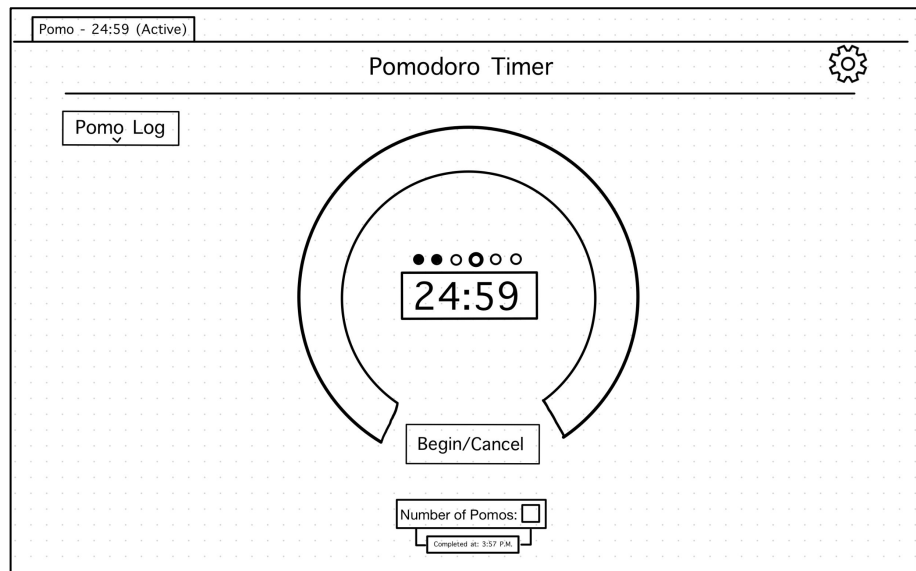 Pomo - 24:59 (Active)
Pomodoro Timer
Pomo Log
24:59
Begin/Cancel
Number of Pomos:
Completed at: 3:57 P.M.